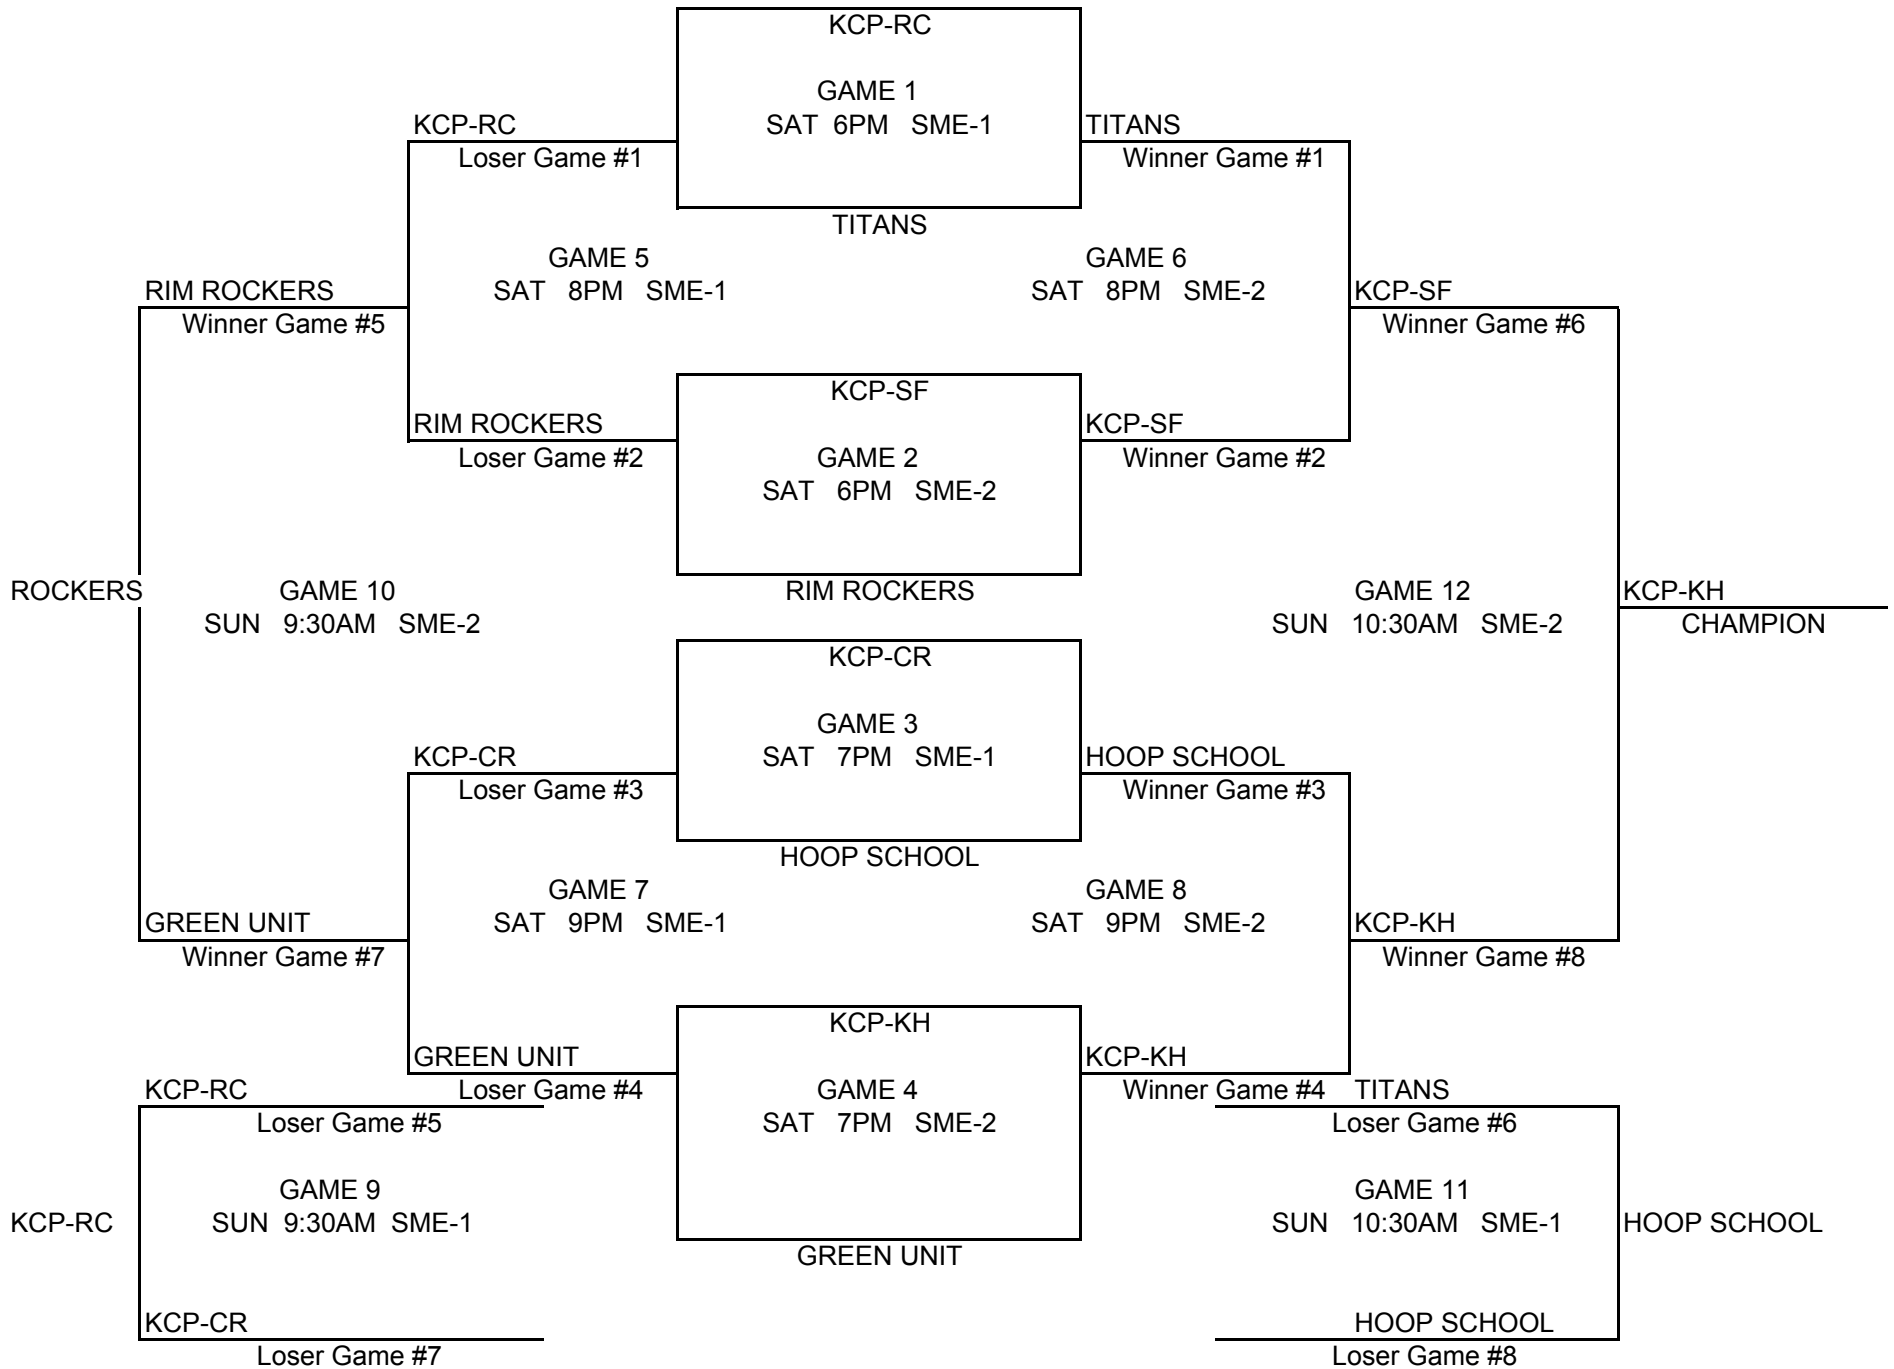 KCP-RC
GAME 1
KCP-RC SAT 6PM SME-1 TITANS
Loser Game #1 Winner Game #1
TITANS
GAME 5 GAME 6
RIM ROCKERS SAT 8PM SME-1 SAT 8PM SME-2 KCP-SF
Winner Game #5 Winner Game #6
KCP-SF
RIM ROCKERS KCP-SF
Loser Game #2 GAME 2 Winner Game #2
SAT 6PM SME-2
ROCKERS GAME 10 RIM ROCKERS GAME 12 KCP-KH
SUN 9:30AM SME-2 SUN 10:30AM SME-2 CHAMPION
KCP-CR
GAME 3
KCP-CR SAT 7PM SME-1 HOOP SCHOOL
Loser Game #3 Winner Game #3
HOOP SCHOOL
GAME 7 GAME 8
GREEN UNIT SAT 9PM SME-1 SAT 9PM SME-2 KCP-KH
Winner Game #7 Winner Game #8
KCP-KH
GREEN UNIT KCP-KH
KCP-RC Loser Game #4 GAME 4 Winner Game #4 TITANS
Loser Game #5 SAT 7PM SME-2 Loser Game #6
GAME 9 GAME 11
KCP-RC SUN 9:30AM SME-1 SUN 10:30AM SME-1 HOOP SCHOOL
GREEN UNIT
KCP-CR HOOP SCHOOL
Loser Game #7 Loser Game #8